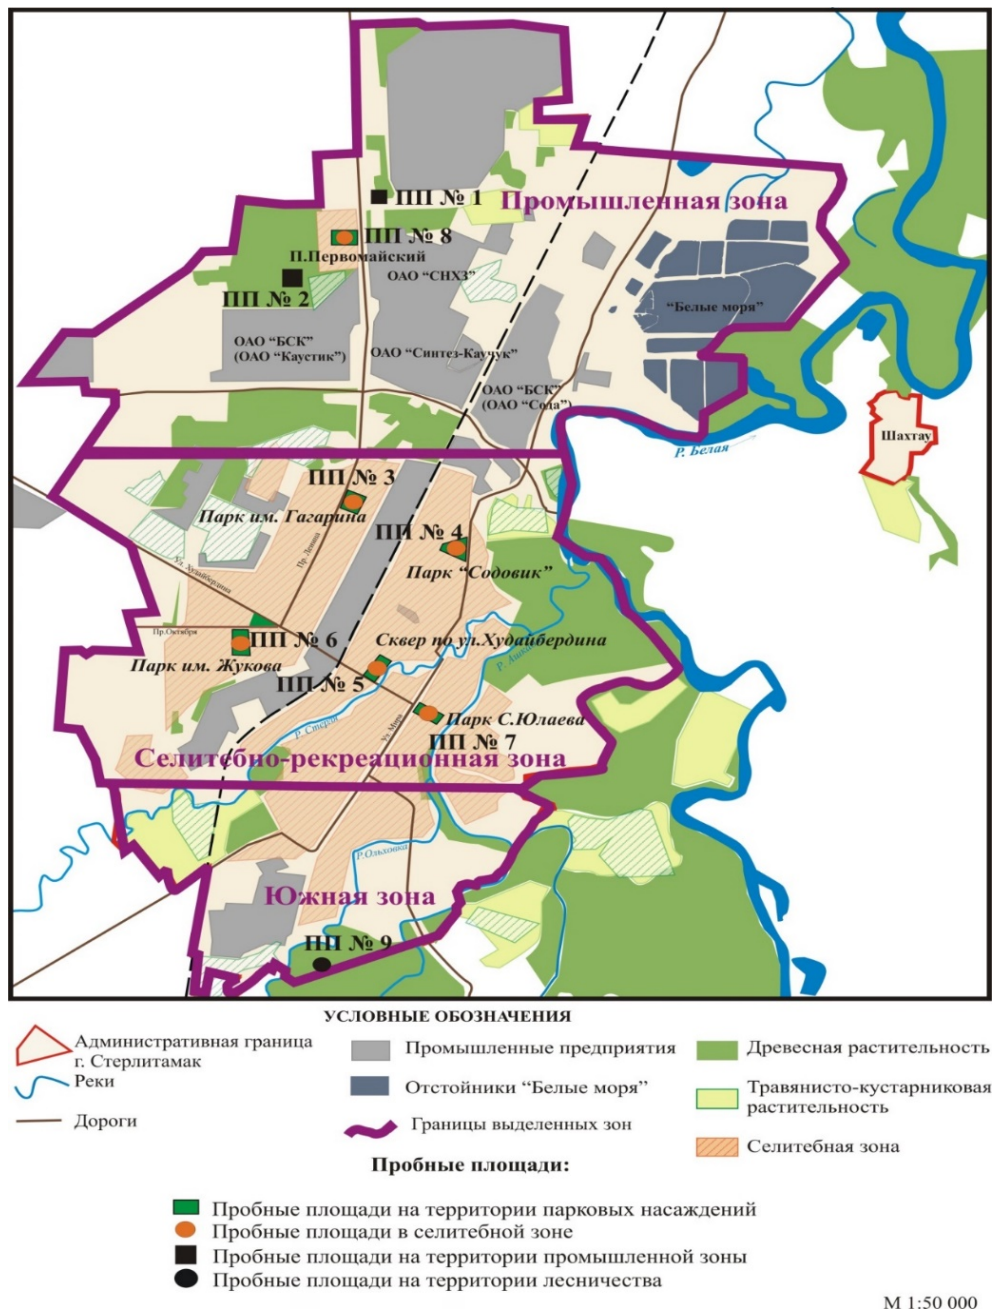 ПП № 1
Промышленная зона
ПП № 8
П.Первомайский
ОАО “СНХЗ”
ПП № 2
“Белые моря”
ОАО “БСК”
(ОАО “Каустик”)
ОАО “Синтез-Каучук”
ОАО “БСК”
(ОАО “Сода”)
Р. Белая
Шахтау
ПП № 3
Парк им. Гагарина
ПП № 4
Парк “Содовик”
Пр. Ленина
Ул. Худайбердина
Пр.Октября
ПП № 6
Парк им. Жукова
Сквер по ул.Худайбердина
ПП № 5
Р. Стерля
Ул. Мира
Парк С.Юлаева
ПП № 7
Селитебно-рекреационная зона
Р.Ольховка
Южная зона
ПП № 9
УСЛОВНЫЕ ОБОЗНАЧЕНИЯ
Административная граница
г. Стерлитамак
Реки
Дороги
Промышленные предприятия
Отстойники “Белые моря”
Границы выделенных зон
Древесная растительность
Травянисто-кустарниковая
растительность
Селитебная зона
Пробные площади:
Пробные площади на территории парковых насаждений
Пробные площади в селитебной зоне
Пробные площади на территории промышленной зоны
Пробные площади на территории лесничества
М 1:50 000